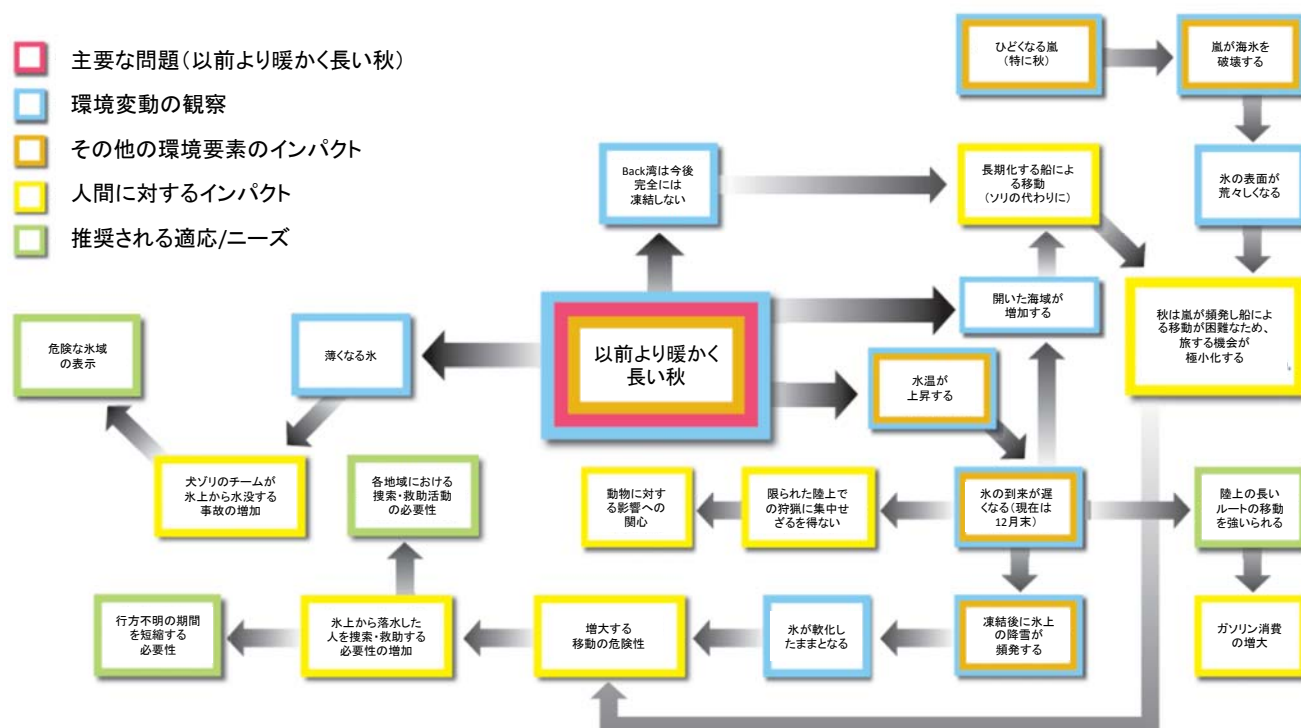 主要な問題（以前より暖かく長い秋）
環境変動の観察
その他の環境要素のインパクト
人間に対するインパクト
推奨される適応/ニーズ
ひどくなる嵐
（特に秋）
嵐が海氷を
破壊する
Back湾は今後
完全には
凍結しない
長期化する船によ
る移動
（ソリの代わりに）
氷の表面が
荒々しくなる
開いた海域が
増加する
秋は嵐が頻発し船によ
る移動が困難なため、
旅する機会が
極小化する
危険な氷域
の表示
薄くなる氷
以前より暖かく
長い秋
水温が
上昇する
犬ゾリのチームが
氷上から水没する
事故の増加
各地域における
捜索・救助活動
の必要性
動物に対す
る影響への
関心
限られた陸上で
の狩猟に集中せ
ざるを得ない
氷の到来が遅
くなる（現在は
12月末）
陸上の長い
ルートの移動
を強いられる
行方不明の期間
を短縮する
必要性
氷上から落水した
人を捜索・救助する
必要性の増加
増大する
移動の危険性
氷が軟化し
たままとなる
凍結後に氷上
の降雪が
頻発する
ガソリン消費
の増大